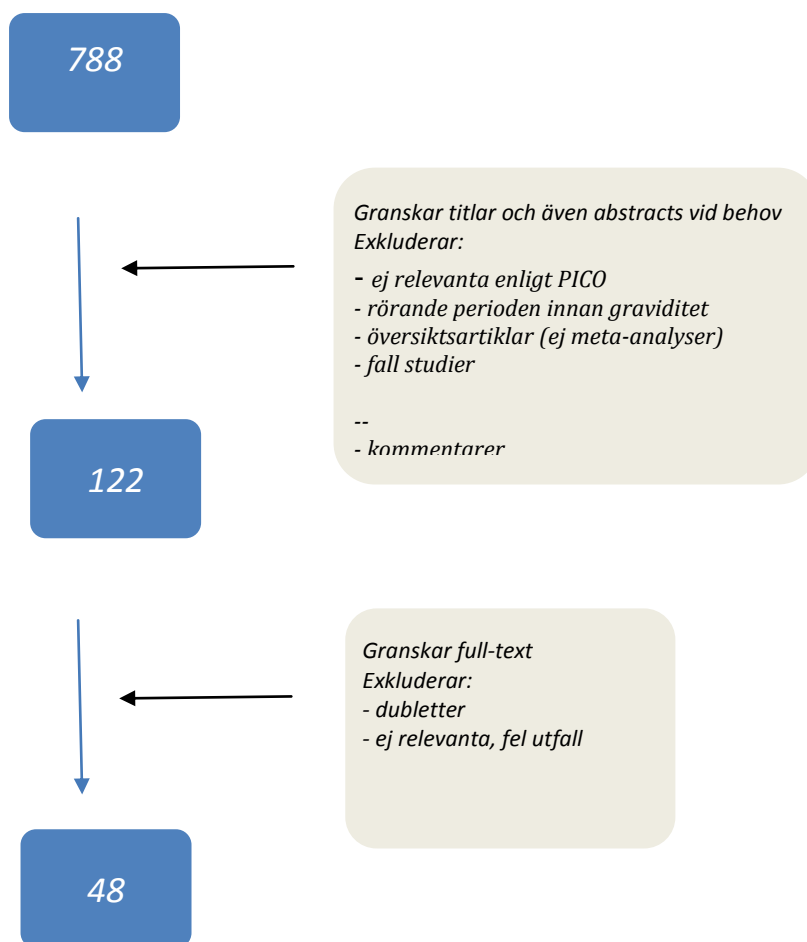 788
Granskar titlar och även abstracts vid behov
Exkluderar:
- ej relevanta enligt PICO
- rörande perioden innan graviditet
- översiktsartiklar (ej meta-analyser)
- fall studier
--
- kommentarer
122
Granskar full-text
Exkluderar:
- dubletter
- ej relevanta, fel utfall
48